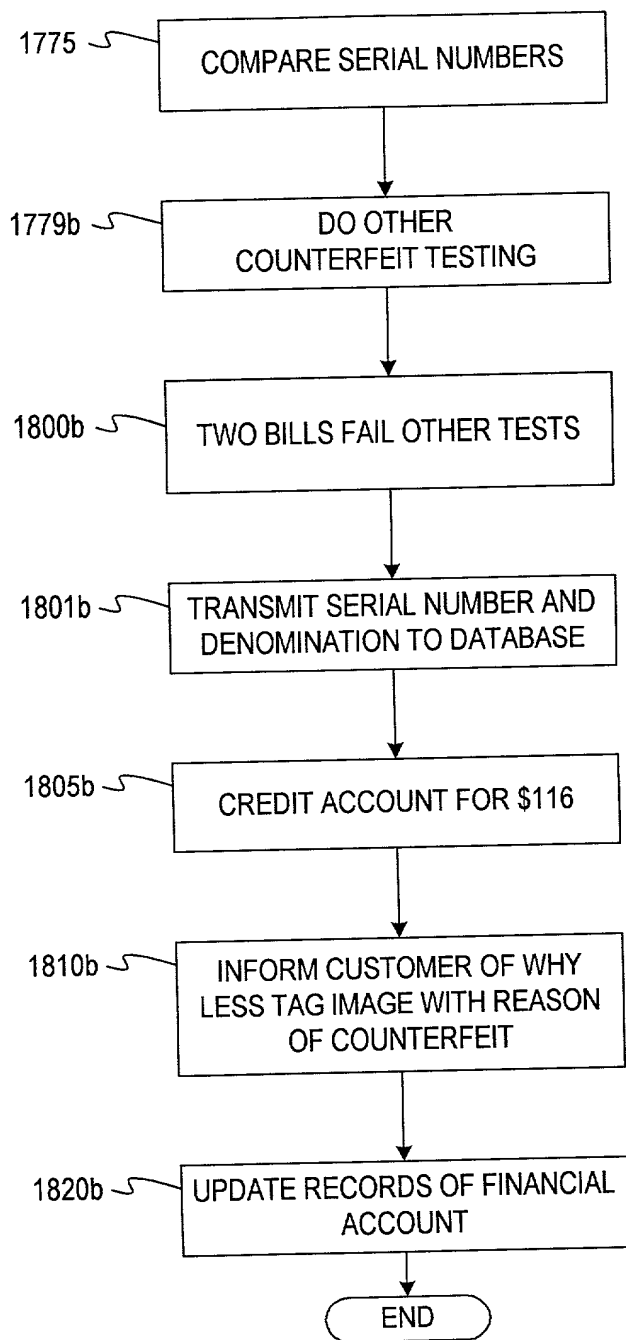 1775
COMPARE SERIAL NUMBERS
1779b
DO OTHER
COUNTERFEIT TESTING
1800b
TWO BILLS FAIL OTHER TESTS
1801b
TRANSMIT SERIAL NUMBER AND
DENOMINATION TO DATABASE
1805b
CREDIT ACCOUNT FOR $116
1810b
INFORM CUSTOMER OF WHY
LESS TAG IMAGE WITH REASON
OF COUNTERFEIT
1820b
UPDATE RECORDS OF FINANCIAL
ACCOUNT
END